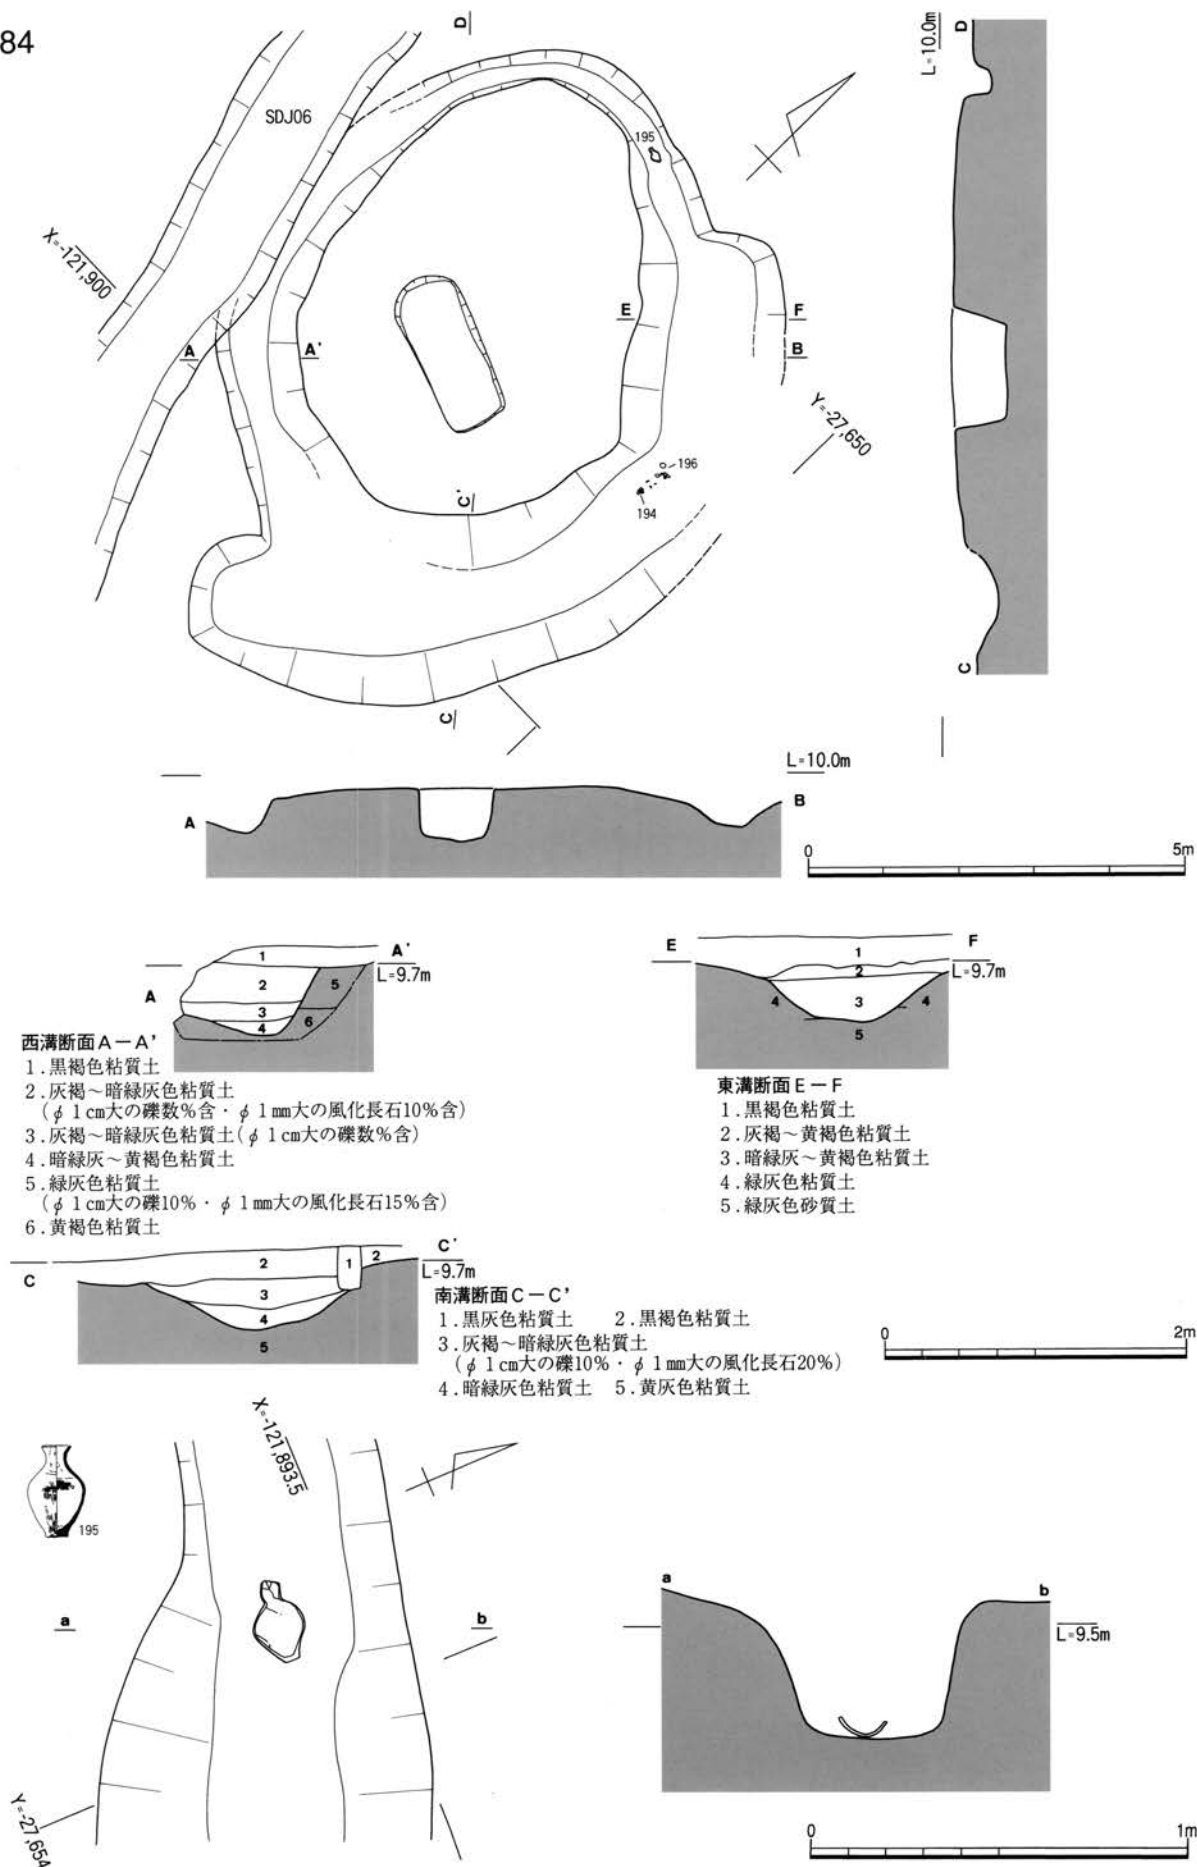 84
D
L=10.0m
D
SDJ06
195
X=-121,900
A
A'
E
F
B
Y=-27,650
C'
196
194
C
C
L=10.0m
A
B
0
5m
A'
L=9.7m
A
1
2
3
4
5
6
西溝断面A−A'
1.黒褐色粘質土
2.灰褐〜暗緑灰色粘質土
(φ1cm大の礫数%含・φ1mm大の風化長石10%含)
3.灰褐〜暗緑灰色粘質土(φ1cm大の礫数%含)
4.暗緑灰〜黄褐色粘質土
5.緑灰色粘質土
(φ1cm大の礫10%・φ1mm大の風化長石15%含)
6.黄褐色粘質土
E
F
L=9.7m
1
2
3
4
4
5
東溝断面E−F
1.黒褐色粘質土
2.灰褐〜黄褐色粘質土
3.暗緑灰〜黄褐色粘質土
4.緑灰色粘質土
5.緑灰色砂質土
C
C'
L=9.7m
2
1
2
3
4
5
南溝断面C−C'
1.黒灰色粘質土 2.黒褐色粘質土
3.灰褐〜暗緑灰色粘質土
(φ1cm大の礫10%・φ1mm大の風化長石20%)
4.暗緑灰色粘質土 5.黄灰色粘質土
0
2m
X=-121,893.5
195
a
b
Y=-27,654
a
b
L=9.5m
0
1m